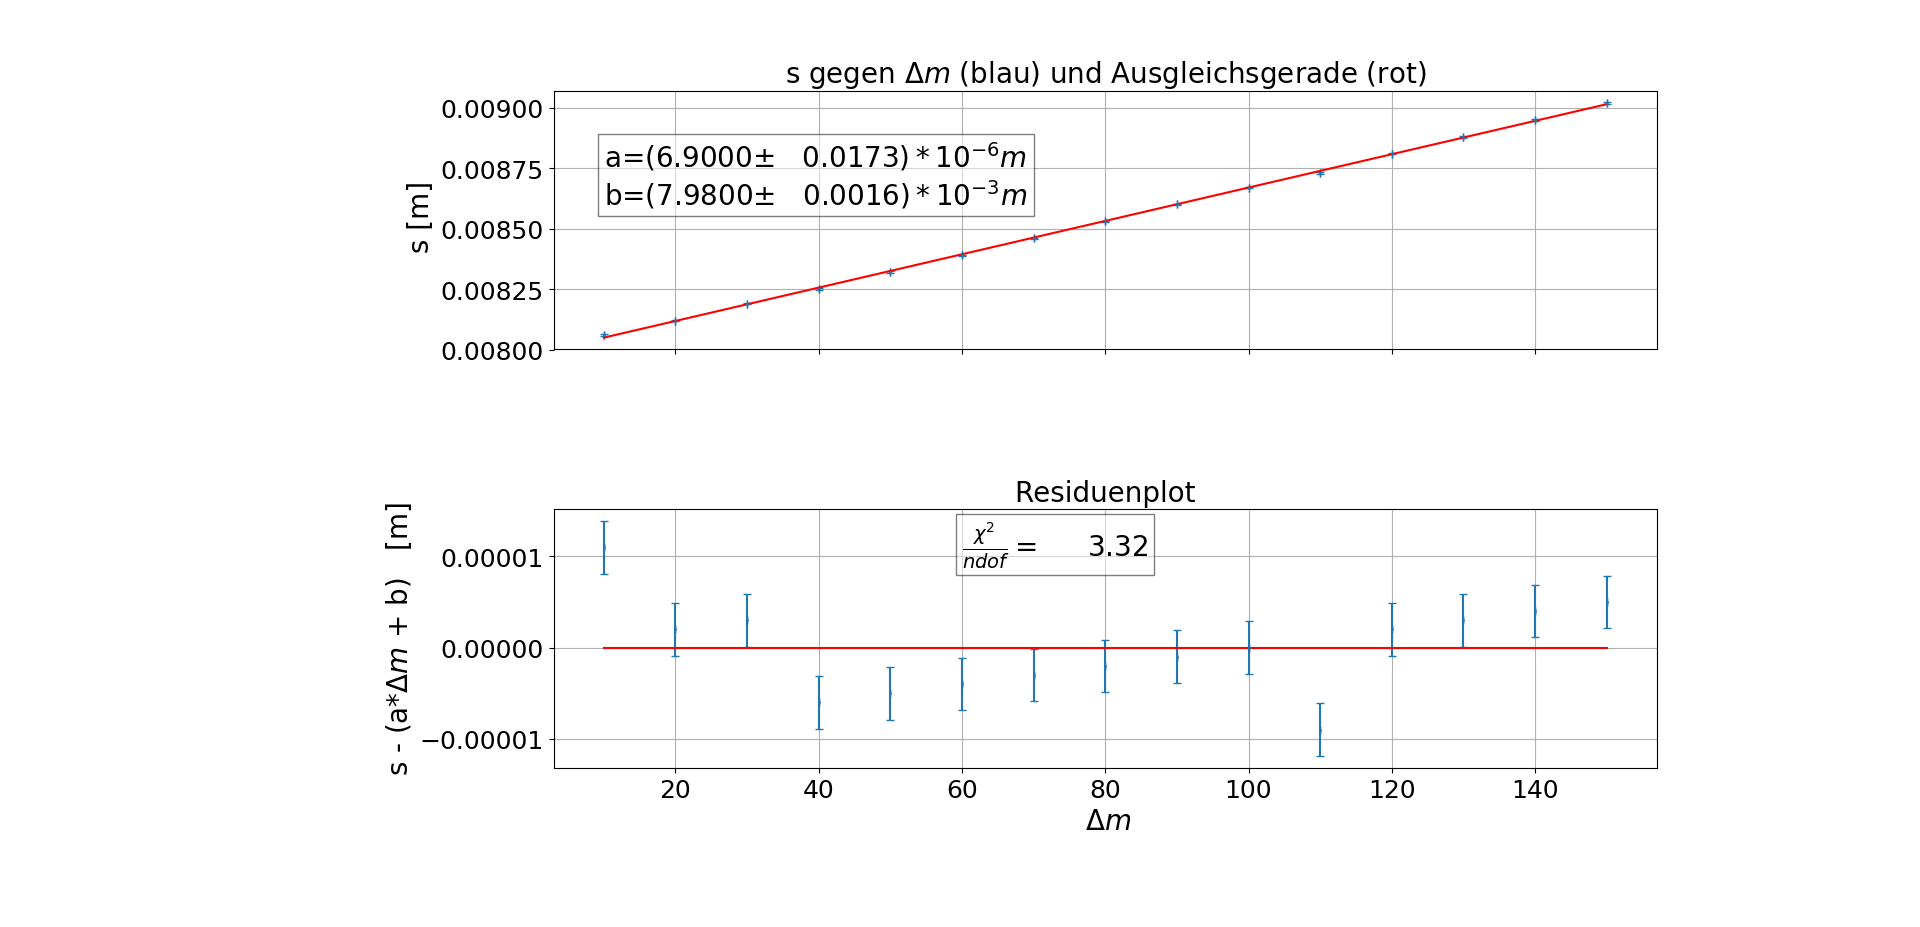 s gegen Δm (blau) und Ausgleichsgerade (rot)
0.00900
0.00875
0.00850
0.00825
0.00800
s [m]
a=(6.9000± 0.0173) * 10⁻⁶m
b=(7.9800± 0.0016) * 10⁻³m
Residuenplot
χ²/ndof = 3.32
0.00001
0.00000
−0.00001
s - (a*Δm + b) [m]
20 40 60 80 100 120 140
Δm